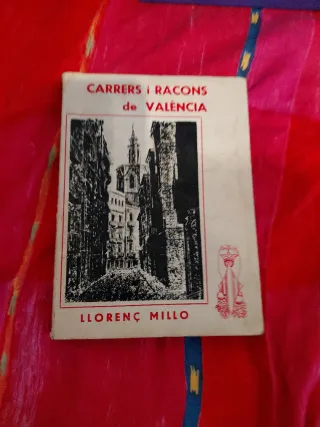 CARRERS i RACONS
de VALÈNCIA
LLORENÇ MILLO